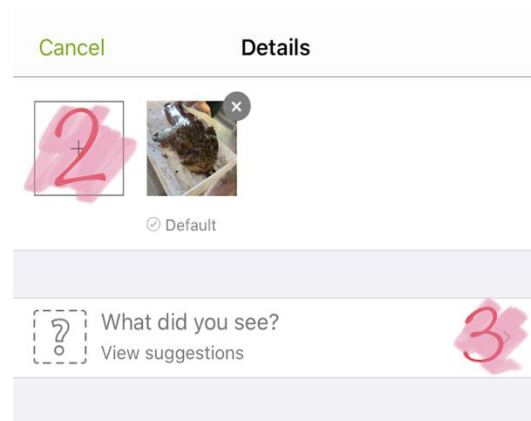 Cancel Details
2
Default
What did you see?
View suggestions
3